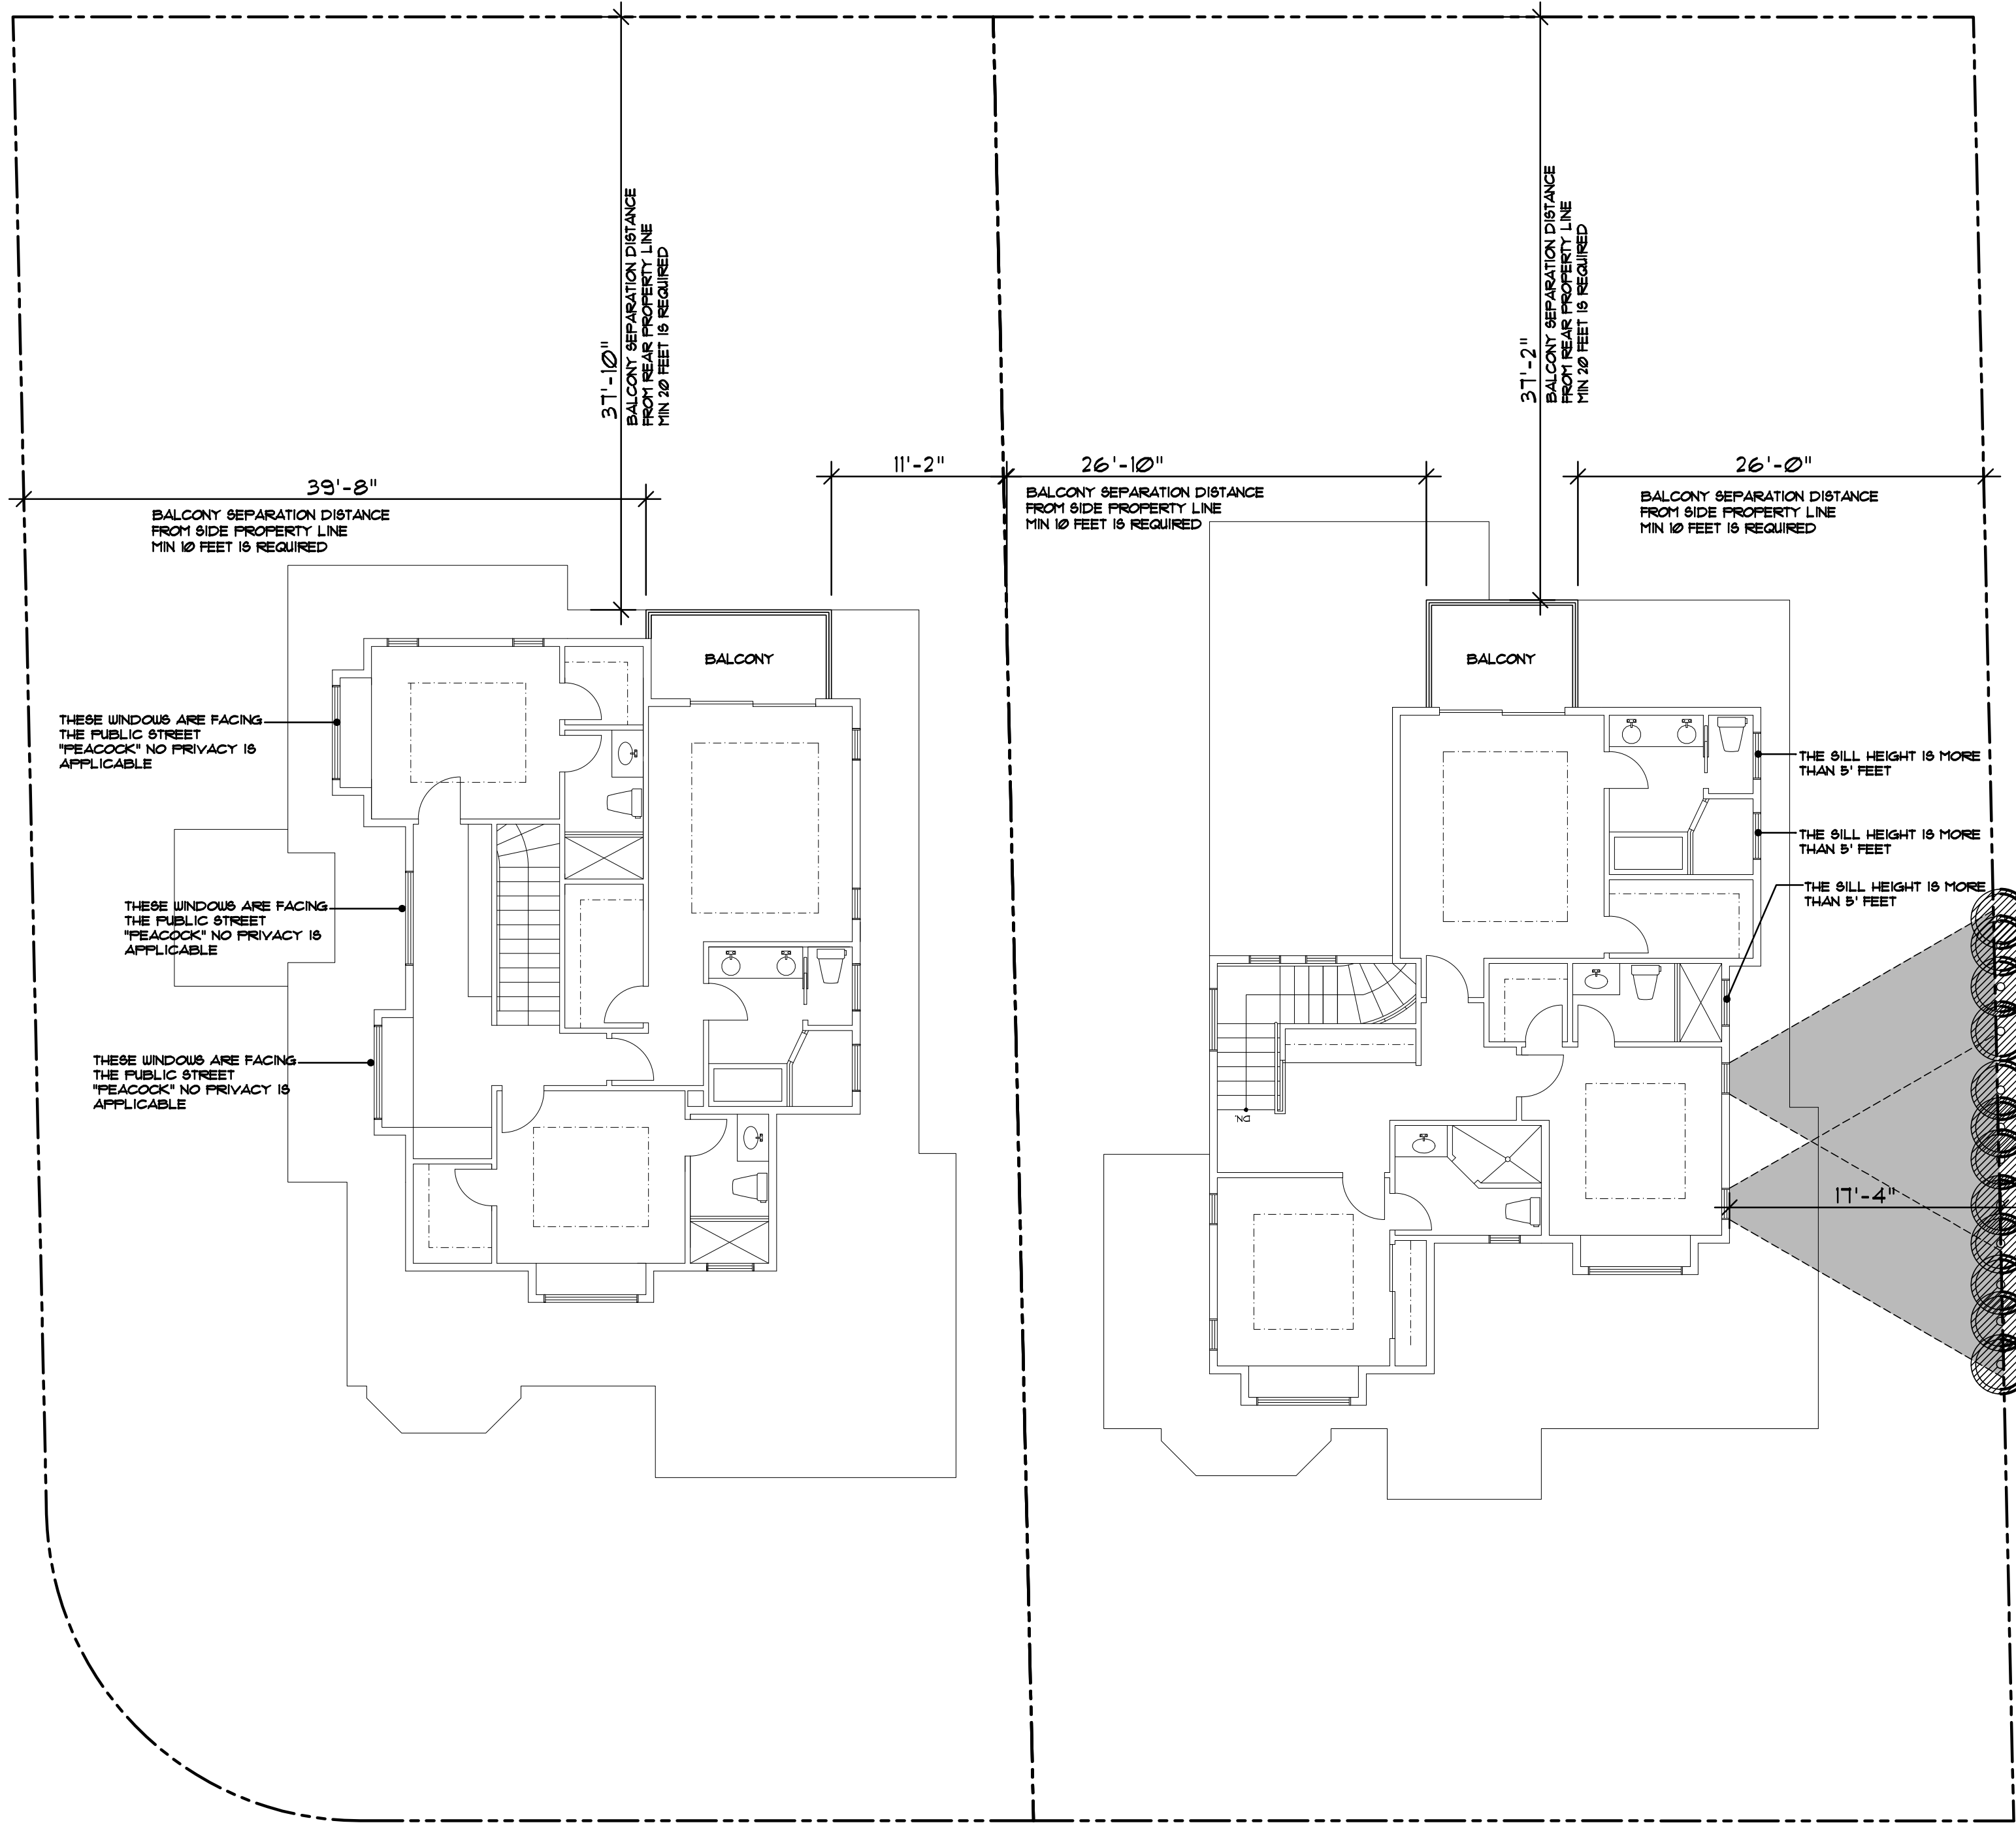 37'-10"
BALCONY SEPARATION DISTANCE
FROM REAR PROPERTY LINE
MIN 20 FEET IS REQUIRED
37'-2"
BALCONY SEPARATION DISTANCE
FROM REAR PROPERTY LINE
MIN 20 FEET IS REQUIRED
39'-8"
BALCONY SEPARATION DISTANCE
FROM SIDE PROPERTY LINE
MIN 10 FEET IS REQUIRED
11'-2"
26'-10"
BALCONY SEPARATION DISTANCE
FROM SIDE PROPERTY LINE
MIN 10 FEET IS REQUIRED
26'-0"
BALCONY SEPARATION DISTANCE
FROM SIDE PROPERTY LINE
MIN 10 FEET IS REQUIRED
BALCONY
BALCONY
THESE WINDOWS ARE FACING
THE PUBLIC STREET
"PEACOCK" NO PRIVACY IS
APPLICABLE
THE SILL HEIGHT IS MORE
THAN 5' FEET
THE SILL HEIGHT IS MORE
THAN 5' FEET
THE SILL HEIGHT IS MORE
THAN 5' FEET
THESE WINDOWS ARE FACING
THE PUBLIC STREET
"PEACOCK" NO PRIVACY IS
APPLICABLE
THESE WINDOWS ARE FACING
THE PUBLIC STREET
"PEACOCK" NO PRIVACY IS
APPLICABLE
DN.
17'-4"